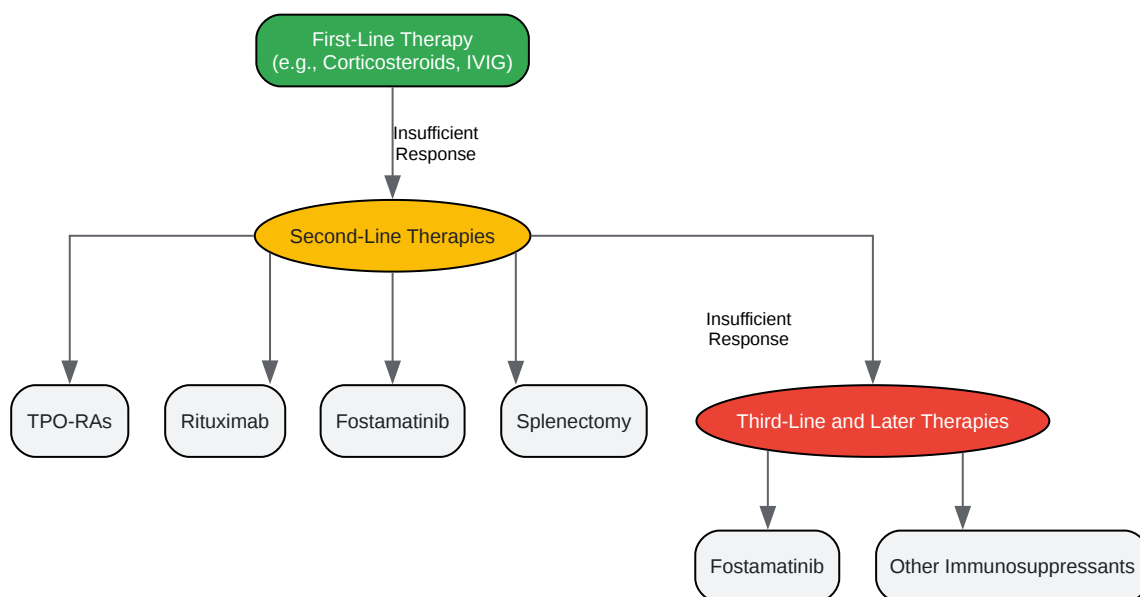 First-Line Therapy
(e.g., Corticosteroids, IVIG)
Insufficient
Response
Second-Line Therapies
Insufficient
Response
TPO-RAs
Rituximab
Fostamatinib
Splenectomy
Third-Line and Later Therapies
Fostamatinib
Other Immunosuppressants